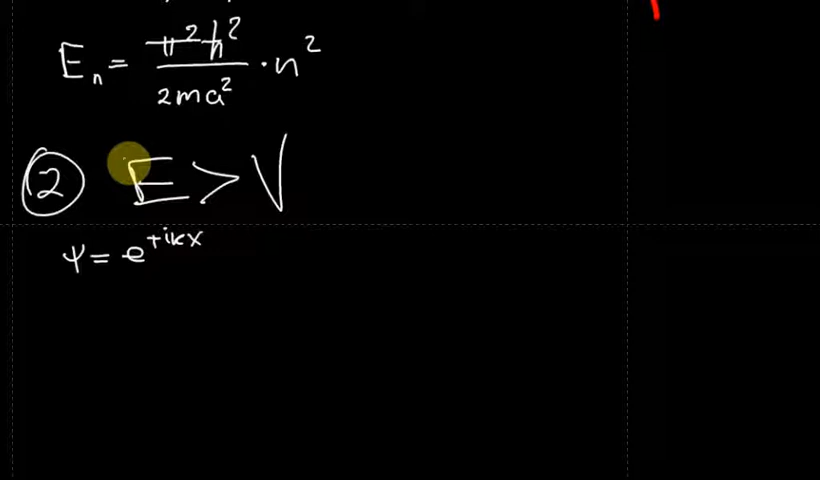 Eₙ = π²ħ² / 2ma² · n²
② E > V
ψ = e^{+ikx}